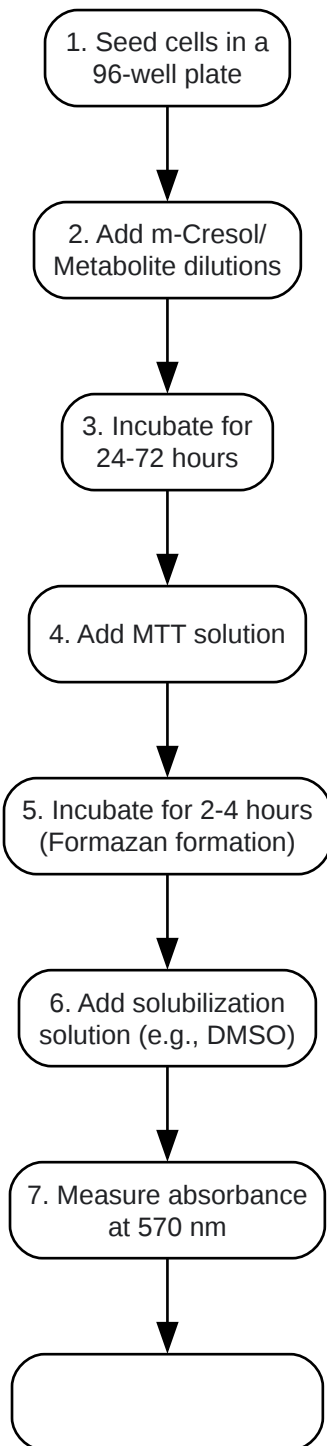 1. Seed cells in a
96-well plate
2. Add m-Cresol/
Metabolite dilutions
3. Incubate for
24-72 hours
4. Add MTT solution
5. Incubate for 2-4 hours
(Formazan formation)
6. Add solubilization
solution (e.g., DMSO)
7. Measure absorbance
at 570 nm